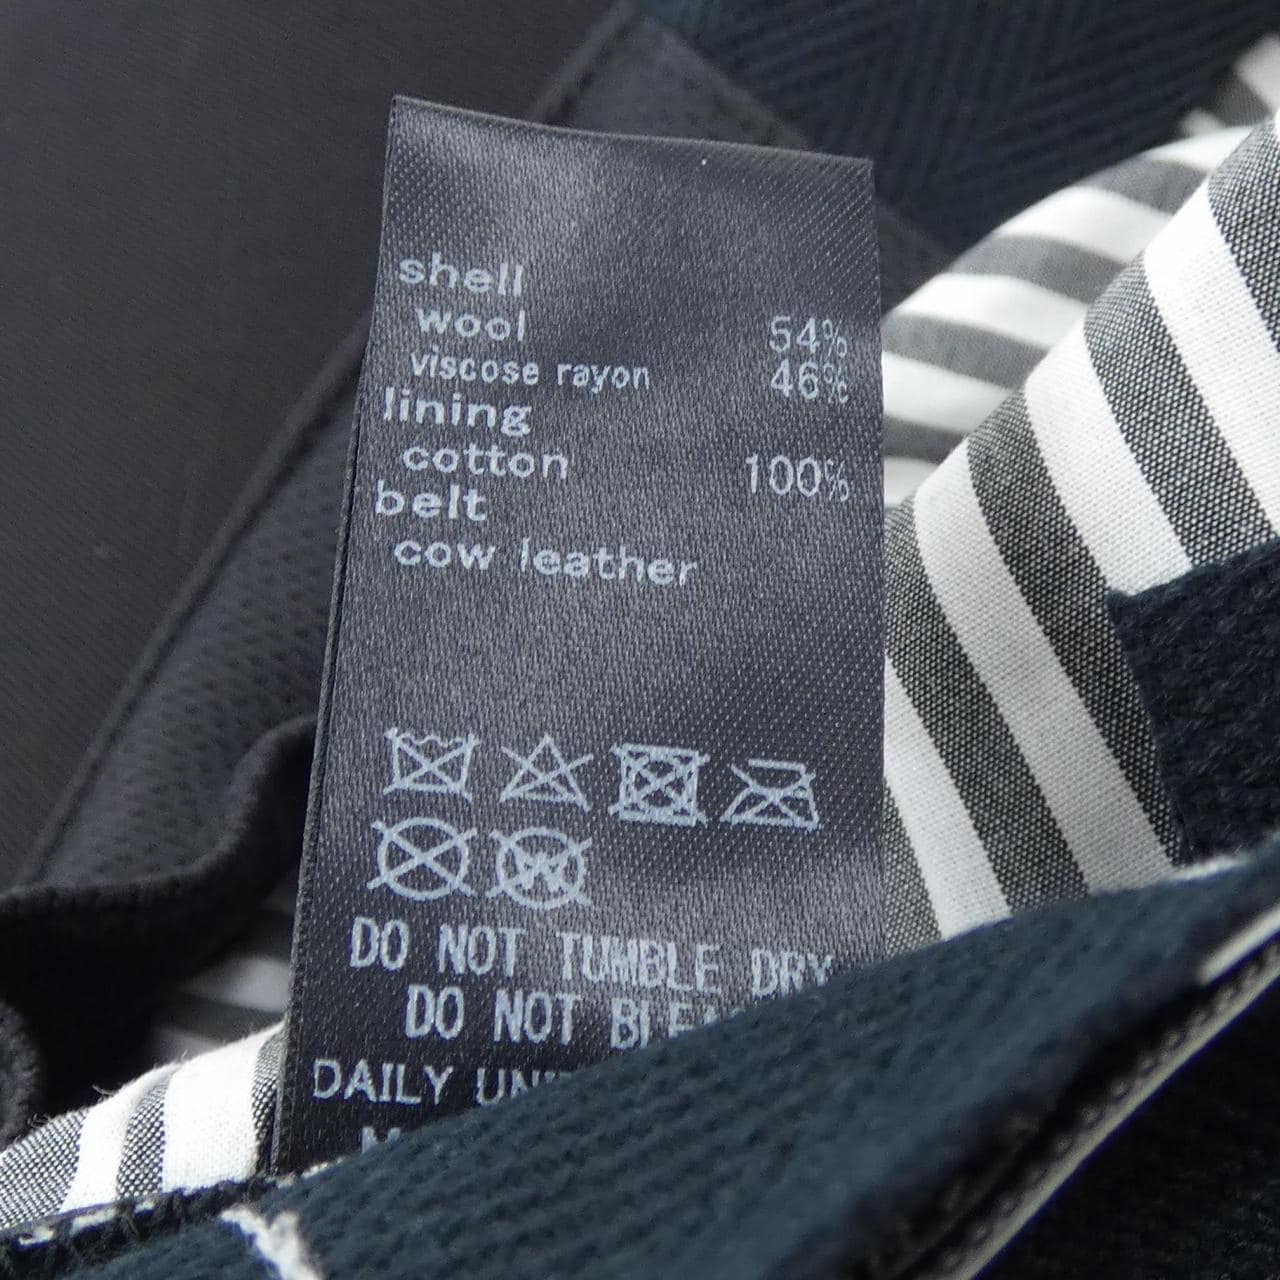 shell
wool 54%
viscose rayon 46%
lining
cotton 100%
belt
cow leather
DO NOT TUMBLE DRY
DO NOT
DAILY